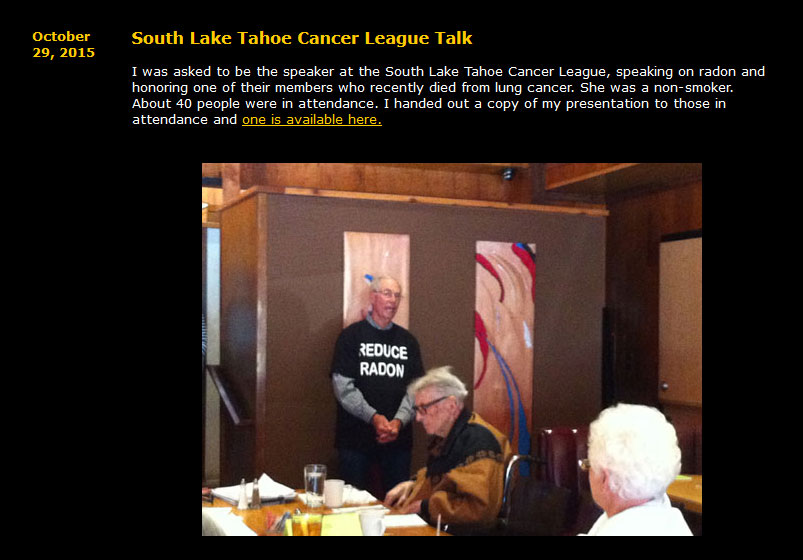 October
29, 2015
South Lake Tahoe Cancer League Talk
I was asked to be the speaker at the South Lake Tahoe Cancer League, speaking on radon and
honoring one of their members who recently died from lung cancer. She was a non-smoker.
About 40 people were in attendance. I handed out a copy of my presentation to those in
attendance and one is available here.
REDUCE
RADON